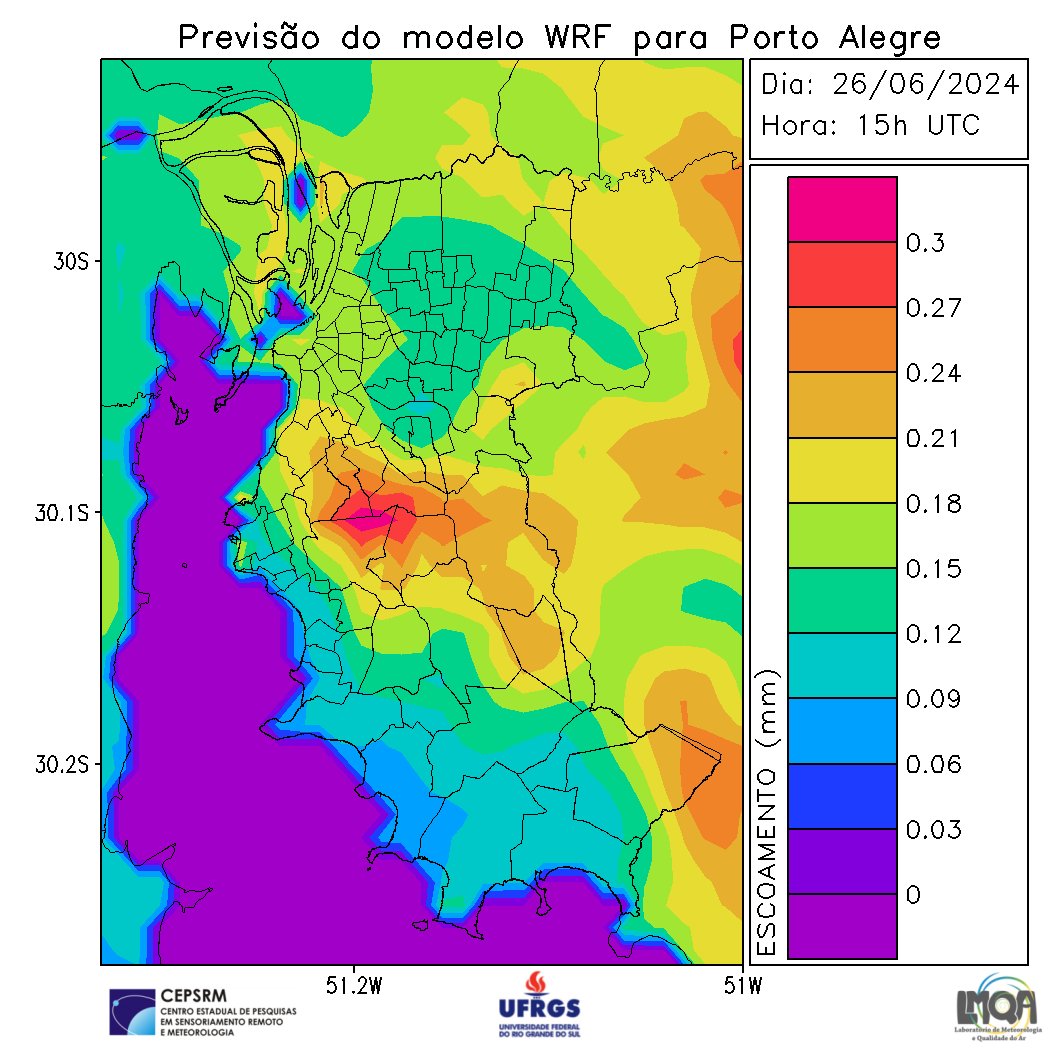 Previsão do modelo WRF para Porto Alegre
Dia: 26/06/2024
Hora: 15h UTC
30S
30.1S
30.2S
51.2W
51W
ESCOAMENTO (mm)
0.3
0.27
0.24
0.21
0.18
0.15
0.12
0.09
0.06
0.03
0
CEPSRM
CENTRO ESTADUAL DE PESQUISAS
EM SENSORIAMENTO REMOTO
E METEOROLOGIA
UFRGS
UNIVERSIDADE FEDERAL
DO RIO GRANDE DO SUL
LMQA
Laboratório de Meteorologia
e Qualidade do Ar